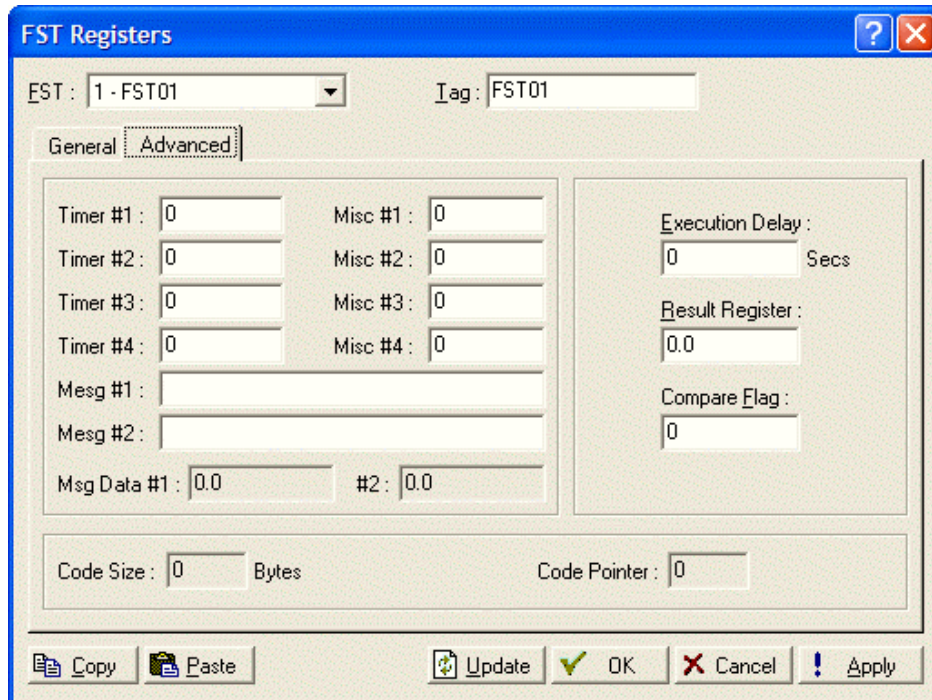 FST Registers
FST : 1 - FST01 Tag : FST01
General Advanced
Timer #1 : 0 Misc #1 : 0
Timer #2 : 0 Misc #2 : 0
Timer #3 : 0 Misc #3 : 0
Timer #4 : 0 Misc #4 : 0
Mesg #1 :
Mesg #2 :
Msg Data #1 : 0.0 #2 : 0.0
Execution Delay :
0 Secs
Result Register :
0.0
Compare Flag :
0
Code Size : 0 Bytes Code Pointer : 0
Copy Paste Update OK Cancel Apply